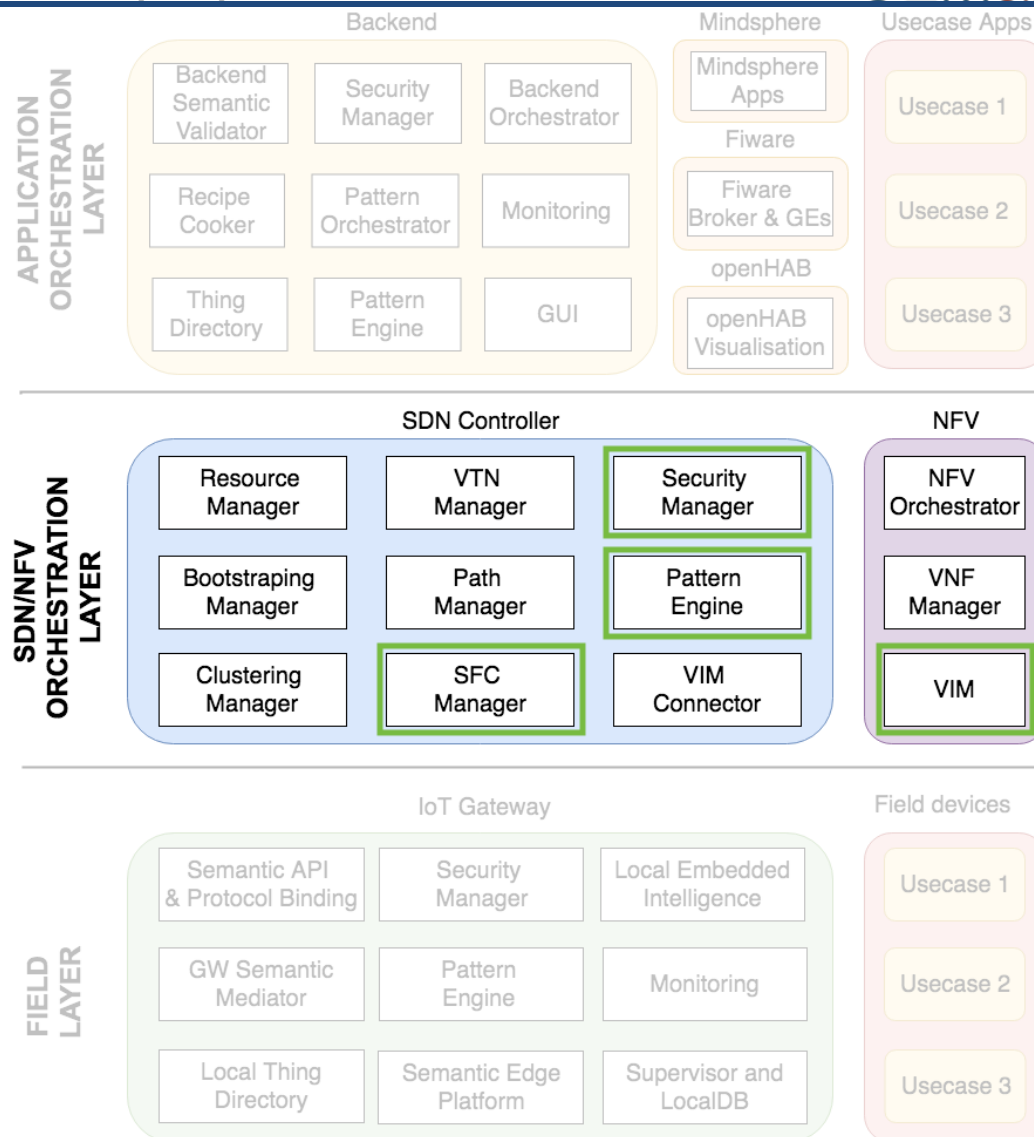 Backend
Mindsphere
Usecase Apps
APPLICATION
ORCHESTRATION
LAYER
Backend
Semantic
Validator
Security
Manager
Backend
Orchestrator
Recipe
Cooker
Pattern
Orchestrator
Monitoring
Thing
Directory
Pattern
Engine
GUI
Mindsphere
Apps
Fiware
Fiware
Broker & GEs
openHAB
openHAB
Visualisation
Usecase 1
Usecase 2
Usecase 3
SDN/NFV
ORCHESTRATION
LAYER
SDN Controller
Resource
Manager
VTN
Manager
Security
Manager
Bootstraping
Manager
Path
Manager
Pattern
Engine
Clustering
Manager
SFC
Manager
VIM
Connector
NFV
NFV
Orchestrator
VNF
Manager
VIM
FIELD
LAYER
IoT Gateway
Semantic API
& Protocol Binding
Security
Manager
Local Embedded
Intelligence
GW Semantic
Mediator
Pattern
Engine
Monitoring
Local Thing
Directory
Semantic Edge
Platform
Supervisor and
LocalDB
Field devices
Usecase 1
Usecase 2
Usecase 3